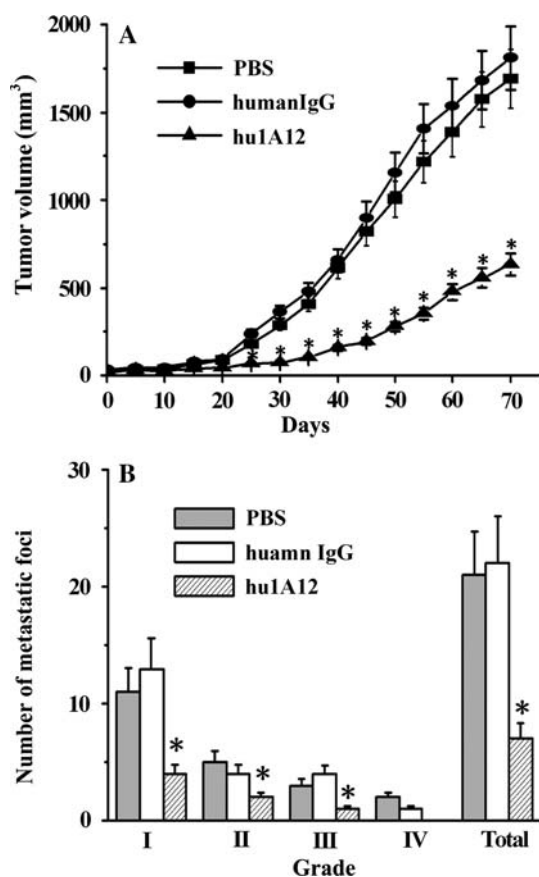 A
PBS
humanIgG
hu1A12
Tumor volume (mm³)
2000
1500
1000
500
0
* * * * * * * * * *
0 10 20 30 40 50 60 70
Days
B
PBS
huamn IgG
hu1A12
Number of metastatic foci
30
20
10
0
* * * *
I II III IV Total
Grade